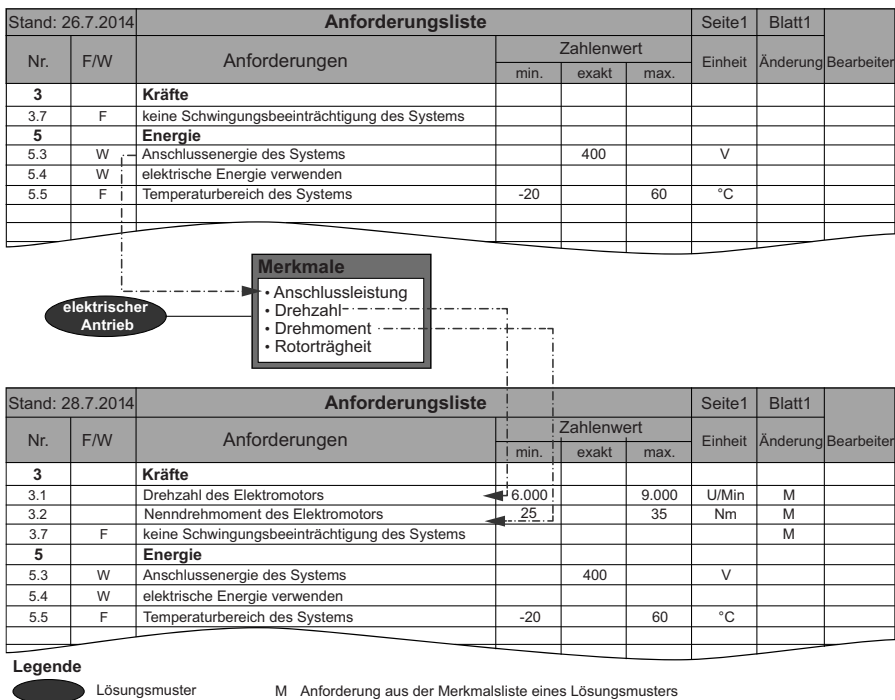 Stand: 26.7.2014 Anforderungsliste Seite1 Blatt1
Nr. F/W Anforderungen Zahlenwert Einheit Änderung Bearbeiter
min. exakt max.
3 Kräfte
3.7 F keine Schwingungsbeeinträchtigung des Systems
5 Energie
5.3 W Anschlussenergie des Systems 400 V
5.4 W elektrische Energie verwenden
5.5 F Temperaturbereich des Systems -20 60 °C
Merkmale
• Anschlussleistung
• Drehzahl
• Drehmoment
• Rotorträgheit
elektrischer
Antrieb
Stand: 28.7.2014 Anforderungsliste Seite1 Blatt1
Nr. F/W Anforderungen Zahlenwert Einheit Änderung Bearbeiter
min. exakt max.
3 Kräfte
3.1 Drehzahl des Elektromotors 6.000 9.000 U/Min M
3.2 Nenndrehmoment des Elektromotors 25 35 Nm M
3.7 F keine Schwingungsbeeinträchtigung des Systems M
5 Energie
5.3 W Anschlussenergie des Systems 400 V
5.4 W elektrische Energie verwenden
5.5 F Temperaturbereich des Systems -20 60 °C
Legende
Lösungsmuster M Anforderung aus der Merkmalsliste eines Lösungsmusters